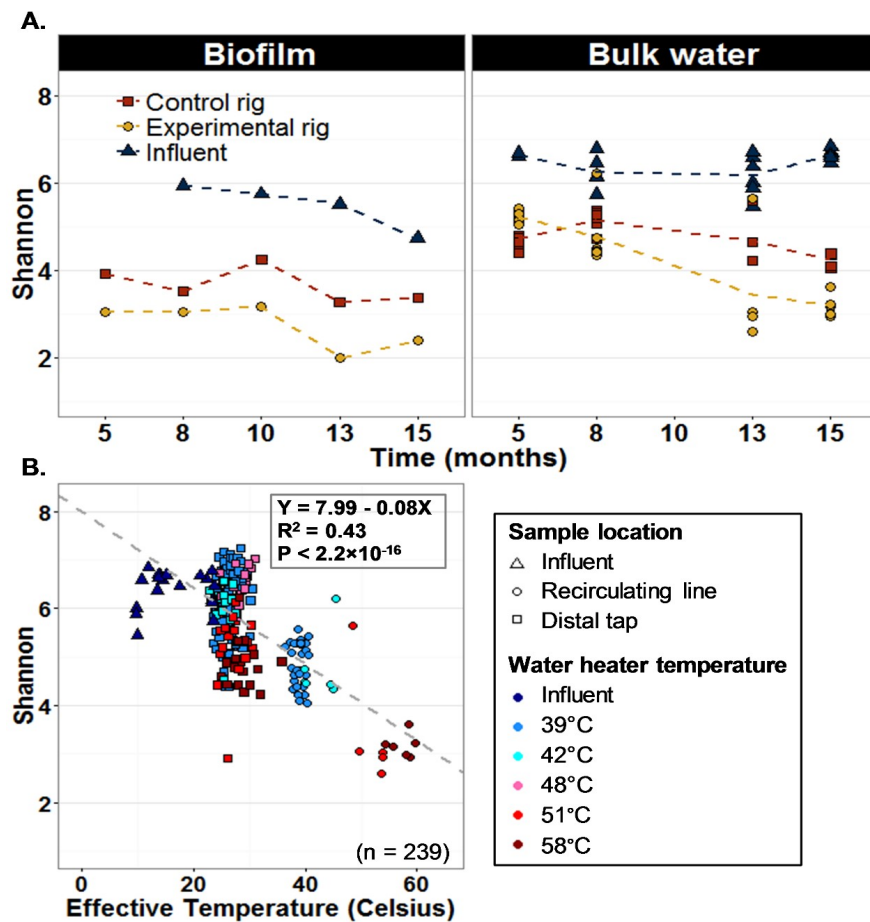 A.
Biofilm Bulk water
8
6
4
2
Shannon
Control rig
Experimental rig
Influent
5 8 10 13 15 5 8 10 13 15
Time (months)
B.
8
6
4
2
Shannon
Y = 7.99 - 0.08X
R² = 0.43
P < 2.2×10⁻¹⁶
(n = 239)
0 20 40 60
Effective Temperature (Celsius)
Sample location
Influent
Recirculating line
Distal tap
Water heater temperature
Influent
39°C
42°C
48°C
51°C
58°C